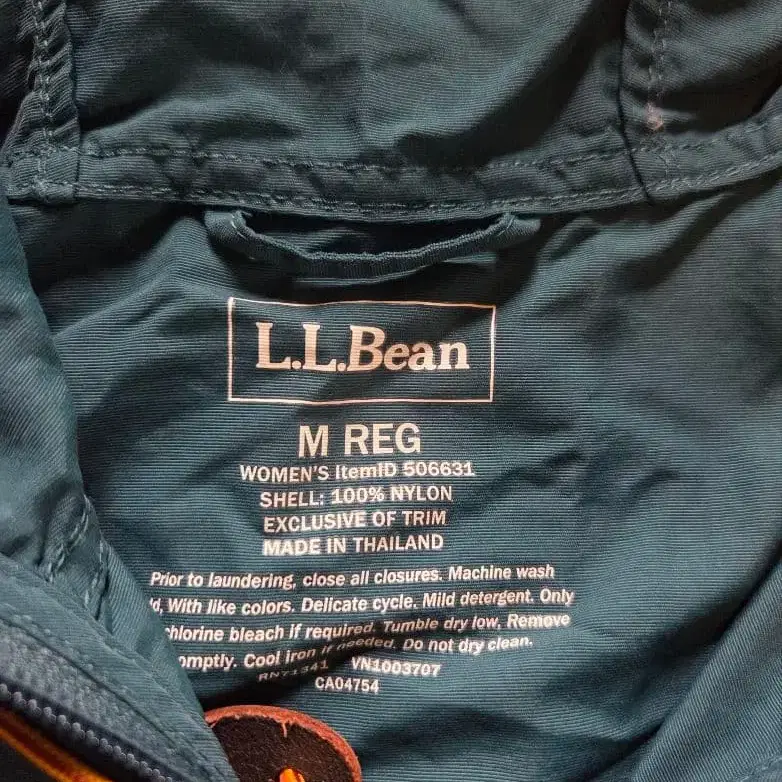 L.L.Bean
M REG
WOMEN'S ItemID 506631
SHELL: 100% NYLON
EXCLUSIVE OF TRIM
MADE IN THAILAND
Prior to laundering, close all closures. Machine wash
With like colors. Delicate cycle. Mild detergent. Only
chlorine bleach if required. Tumble dry low. Remove
Cool iron if needed. Do not dry clean.
RN71341 VN1003707
CA04754